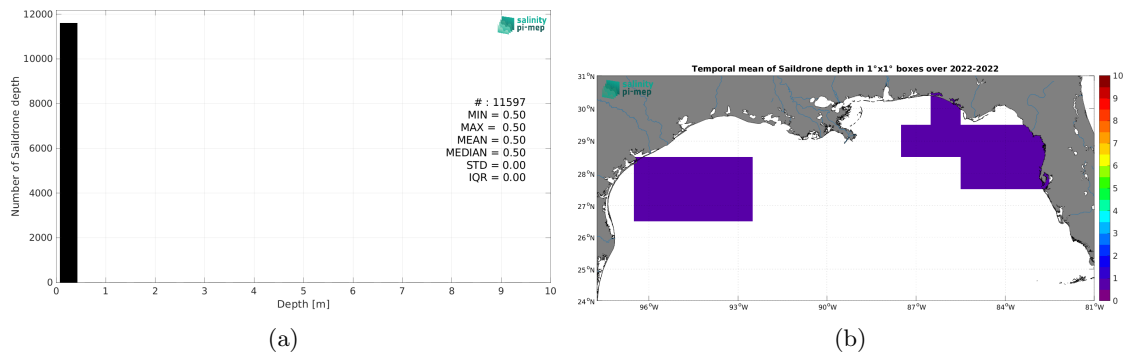 12000
10000
8000
6000
4000
2000
0
Number of Saildrone depth
salinity
pi-mep
# : 11597
MIN = 0.50
MAX = 0.50
MEAN = 0.50
MEDIAN = 0.50
STD = 0.00
IQR = 0.00
0 1 2 3 4 5 6 7 8 9 10
Depth [m]
(a)
Temporal mean of Saildrone depth in 1°x1° boxes over 2022-2022
salinity
pi-mep
31°N
30°N
29°N
28°N
27°N
26°N
25°N
24°N
96°W 93°W 90°W 87°W 84°W 81°W
10
9
8
7
6
5
4
3
2
1
0
(b)